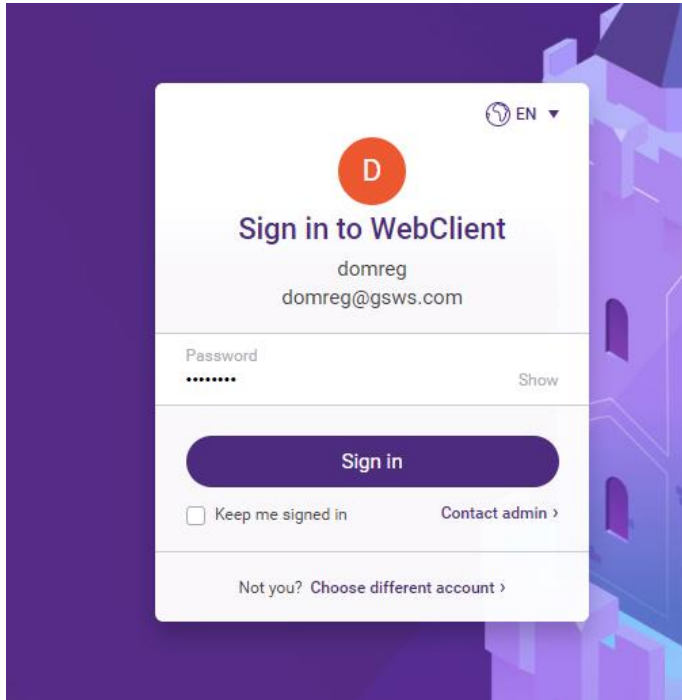 EN
D
Sign in to WebClient
domreg
domreg@gsws.com
Password
••••••••
Show
Sign in
Keep me signed in
Contact admin ›
Not you? Choose different account ›